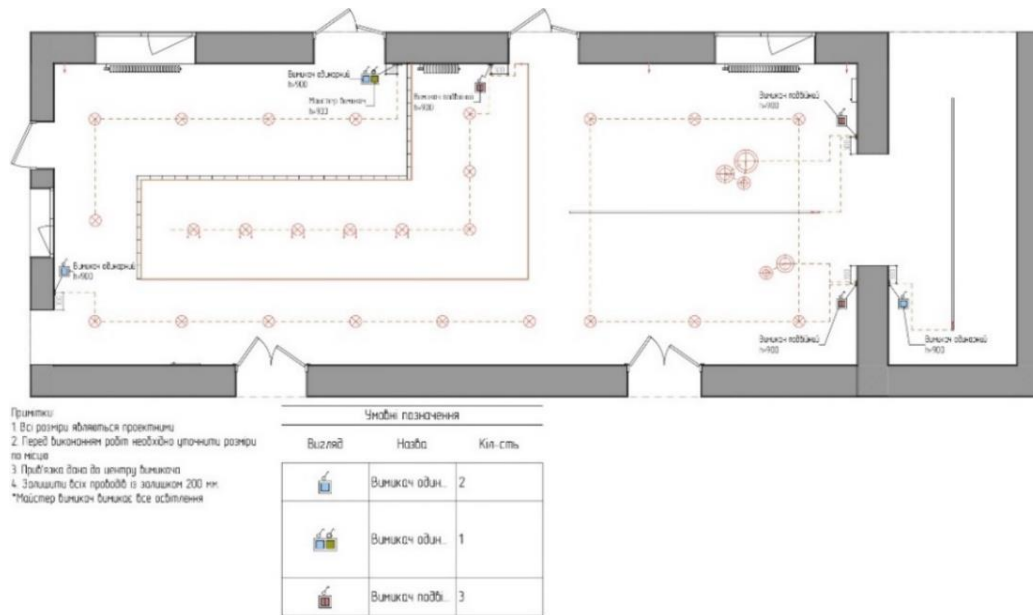 Вимикач одинарний
h=900
Майстер вимикач
h=900
Вимикач подвійний
h=900
Вимикач подвійний
h=900
Вимикач одинарний
h=900
Вимикач подвійний
h=900
Вимикач одинарний
h=900
Примітки:
1. Всі розміри являються проектними
2. Перед виконанням робіт необхідно уточнити розміри
по місцю
3. Прив'язка дана до центру вимикача
4. Залишити всіх проводів із залишком 200 мм.
*Майстер вимикач вимикає все освітлення
Умовні позначення
Вигляд Назва Кіл-сть
Вимикач один... 2
Вимикач один... 1
Вимикач подві... 3